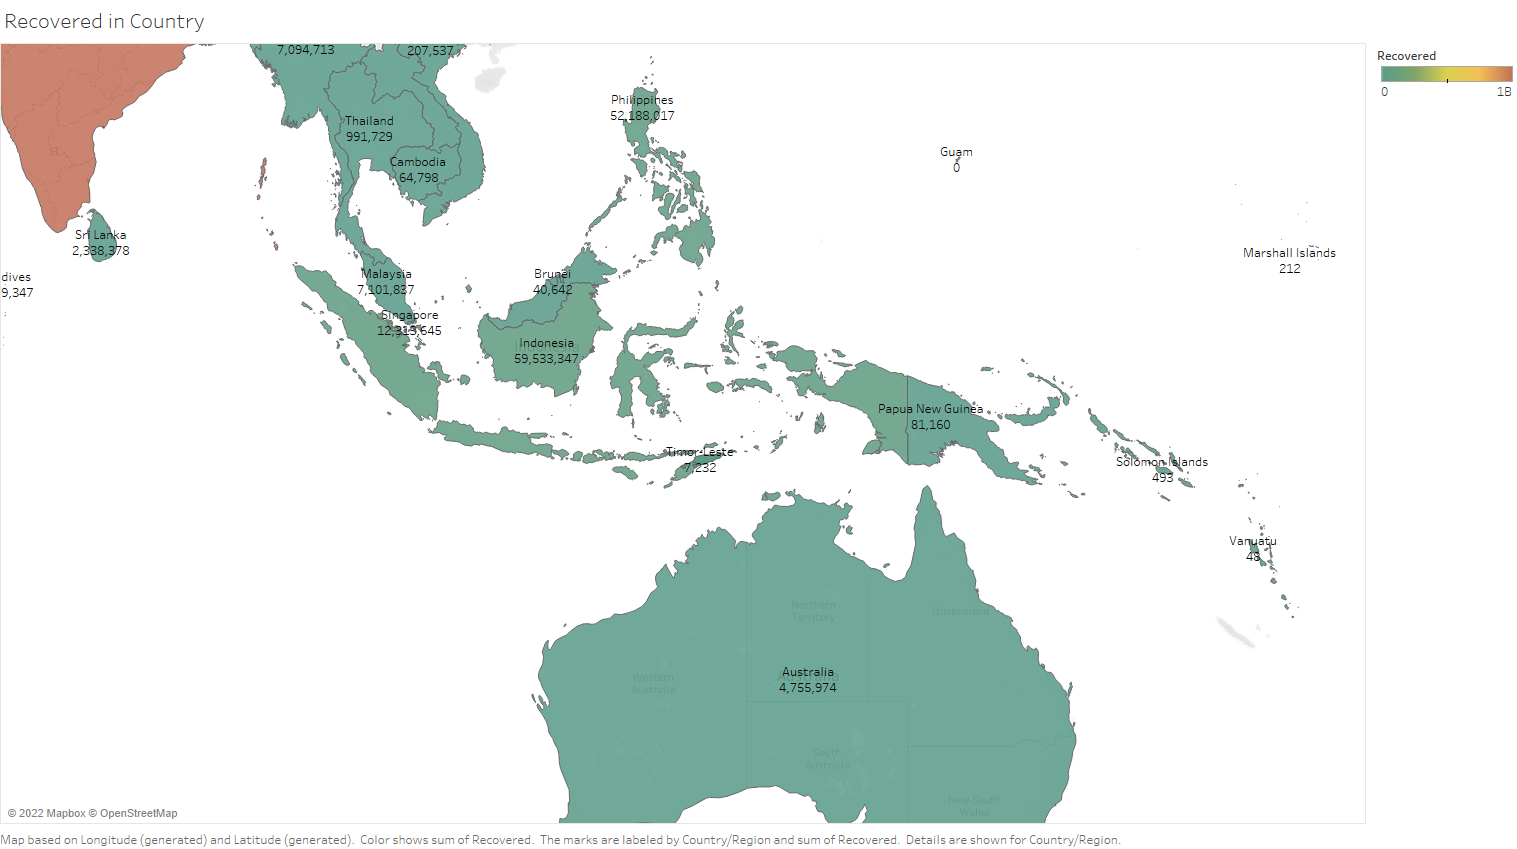 Recovered in Country
Recovered
0
1B
7,094,713
207,537
Philippines
52,188,017
Thailand
991,729
Cambodia
64,798
Guam
0
Sri Lanka
2,338,378
Marshall Islands
212
dives
9,347
Malaysia
7,101,837
Brunei
40,642
Singapore
12,313,645
Indonesia
59,533,347
Papua New Guinea
81,160
Timor-Leste
7,232
Solomon Islands
493
Vanuatu
48
Northern
Territory
Queensland
Western
Australia
Australia
4,755,974
South
Australia
New South
Wales
© 2022 Mapbox © OpenStreetMap
Map based on Longitude (generated) and Latitude (generated).  Color shows sum of Recovered.  The marks are labeled by Country/Region and sum of Recovered.  Details are shown for Country/Region.